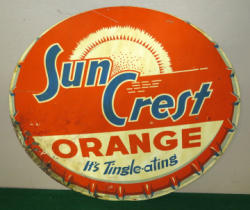 Sun
Crest
ORANGE
It's Tingle-ating